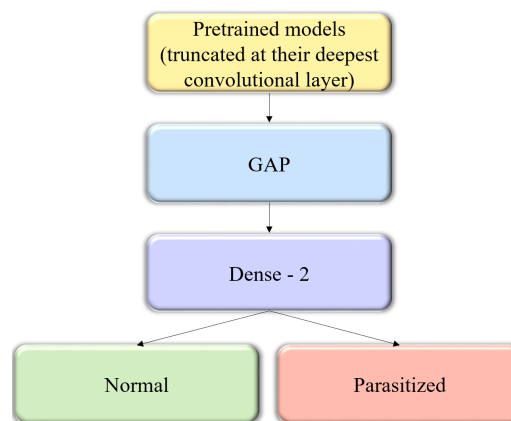 Pretrained models
(truncated at their deepest
convolutional layer)
GAP
Dense - 2
Normal
Parasitized